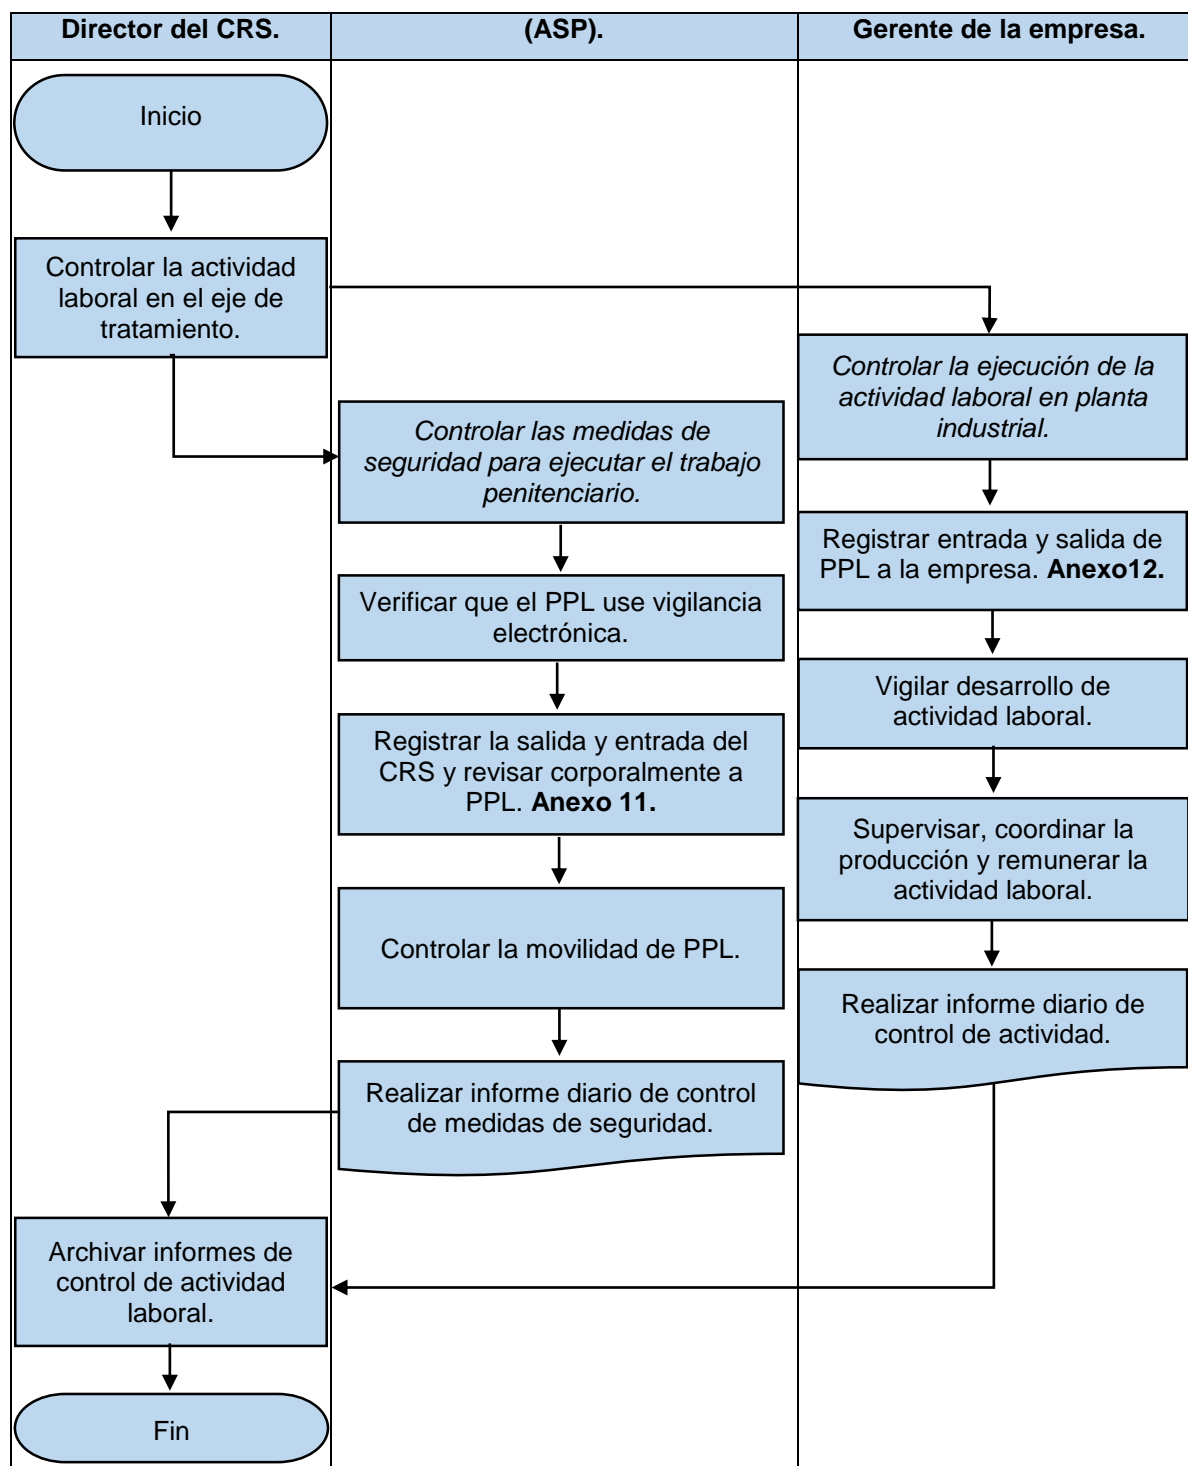 Director del CRS.
(ASP).
Gerente de la empresa.
Inicio
Controlar la actividad
laboral en el eje de
tratamiento.
Controlar las medidas de
seguridad para ejecutar el trabajo
penitenciario.
Verificar que el PPL use vigilancia
electrónica.
Registrar la salida y entrada del
CRS y revisar corporalmente a
PPL. Anexo 11.
Controlar la movilidad de PPL.
Realizar informe diario de control
de medidas de seguridad.
Controlar la ejecución de la
actividad laboral en planta
industrial.
Registrar entrada y salida de
PPL a la empresa. Anexo12.
Vigilar desarrollo de
actividad laboral.
Supervisar, coordinar la
producción y remunerar la
actividad laboral.
Realizar informe diario de
control de actividad.
Archivar informes de
control de actividad
laboral.
Fin